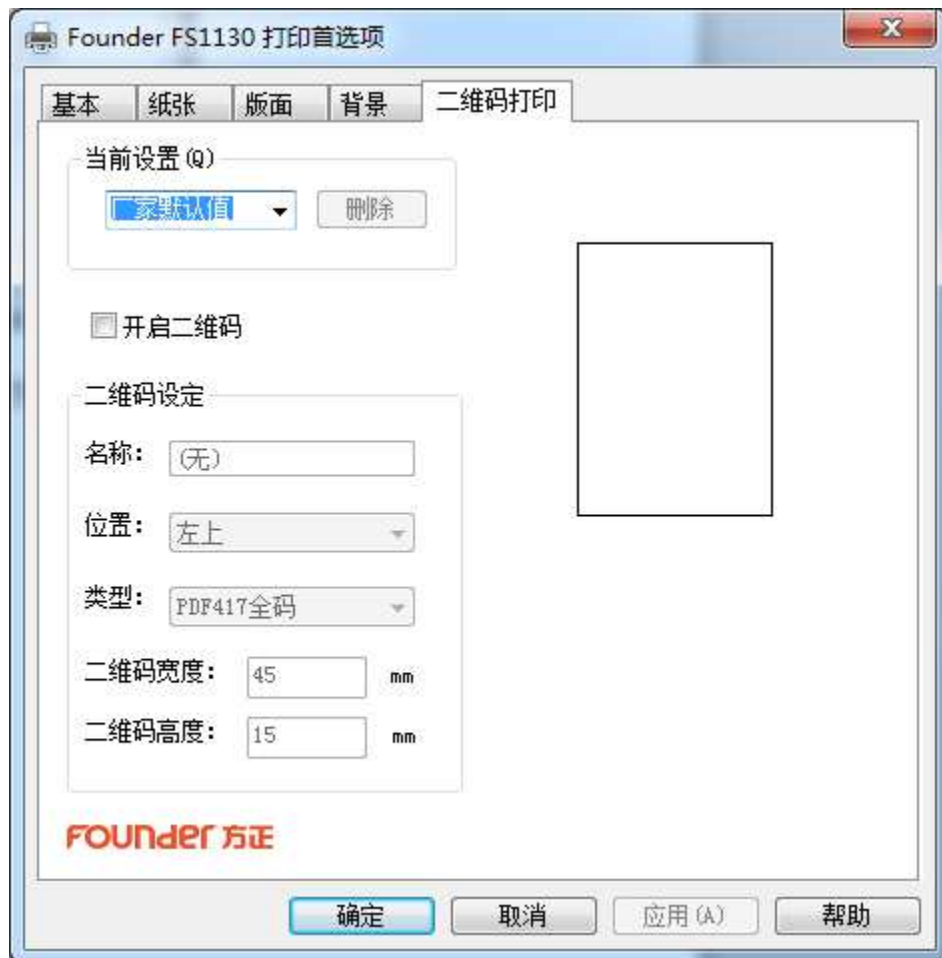 Founder FS1130 打印首选项
基本 纸张 版面 背景 二维码打印
当前设置(Q)
厂家默认值 删除
开启二维码
二维码设定
名称: (无)
位置: 左上
类型: PDF417全码
二维码宽度: 45 mm
二维码高度: 15 mm
Founder 方正
确定 取消 应用(A) 帮助